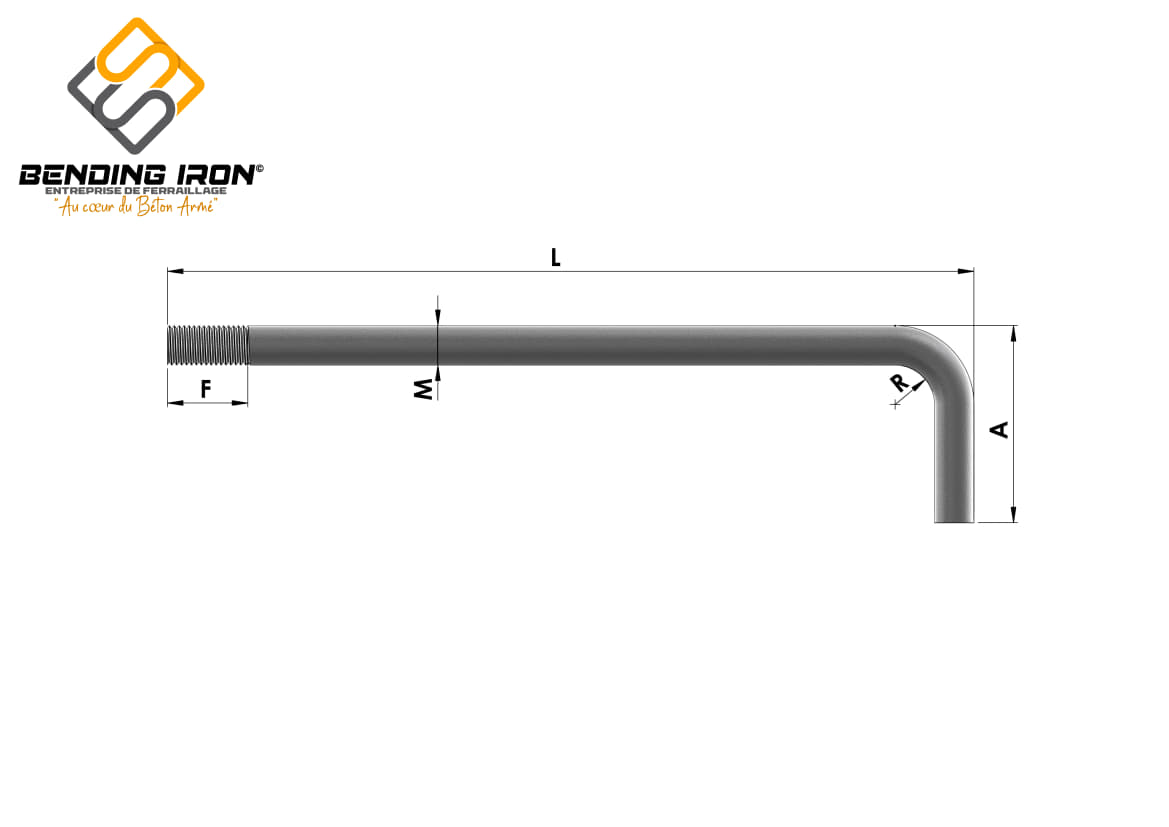 BENDING IRON©
ENTREPRISE DE FERRAILLAGE
"Au cœur du Béton Armé"
L
F
M
R
A